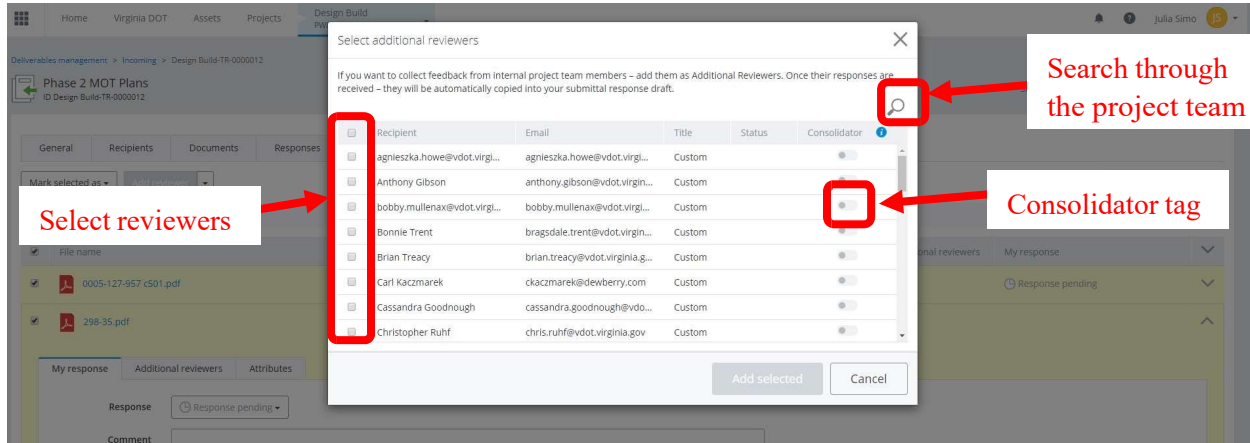 Home Virginia DOT Assets Projects Design Build Julia Simo JS
Deliverables management > Incoming > Design Build-TR-0000012
Phase 2 MOT Plans
ID Design Build-TR-0000012
General Recipients Documents Responses
Mark selected as
Select additional reviewers
If you want to collect feedback from internal project team members – add them as Additional Reviewers. Once their responses are
received – they will be automatically copied into your submittal response draft.
Search through
the project team
Recipient Email Title Status Consolidator
agnieszka.howe@vdot.virgi... agnieszka.howe@vdot.virgi... Custom
Anthony Gibson anthony.gibson@vdot.virgin... Custom
bobby.mullenax@vdot.virgi... bobby.mullenax@vdot.virgi... Custom
Bonnie Trent bragsdale.trent@vdot.virgin... Custom
Brian Treacy brian.treacy@vdot.virginia.g... Custom
Carl Kaczmarek ckaczmarek@dewberry.com Custom
Cassandra Goodnough cassandra.goodnough@vdo... Custom
Christopher Ruhf chris.ruhf@vdot.virginia.gov Custom
Select reviewers
Consolidator tag
Add selected Cancel
File name onal reviewers My response
0005-127-957 c501.pdf Response pending
298-35.pdf
My response Additional reviewers Attributes
Response Response pending
Comment